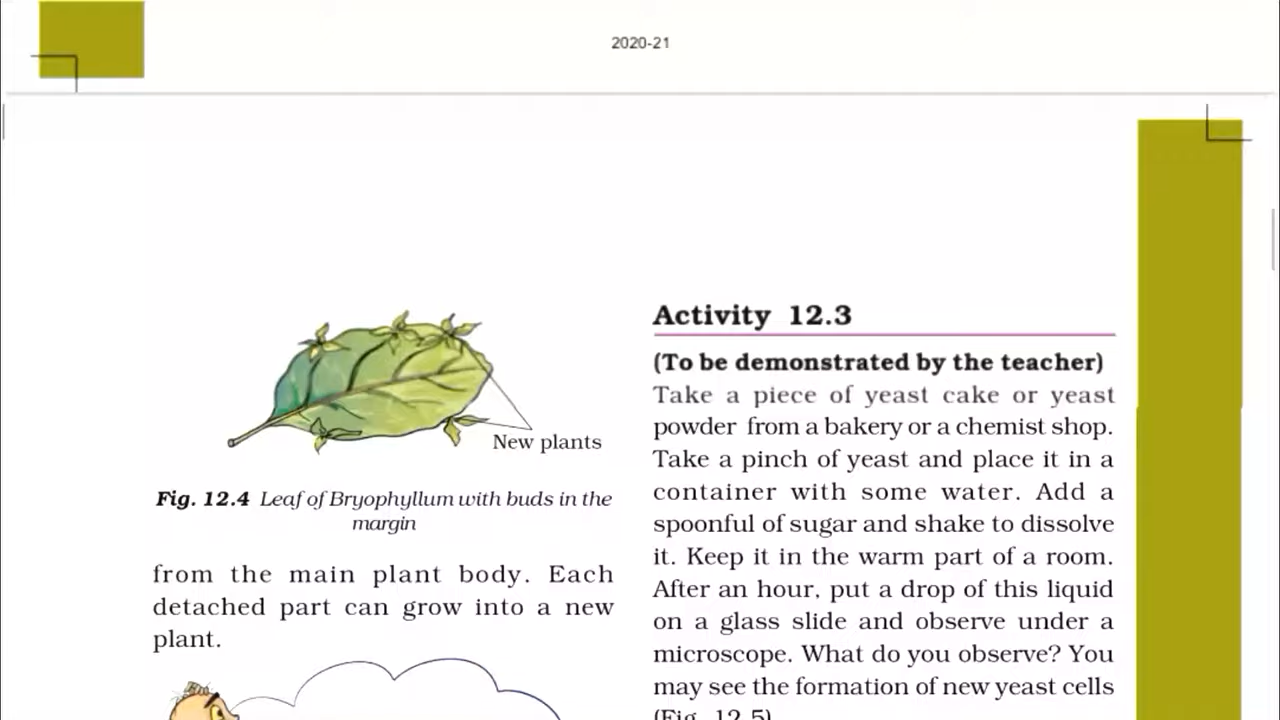 2020-21
New plants
Fig. 12.4 Leaf of Bryophyllum with buds in the
margin
from the main plant body. Each
detached part can grow into a new
plant.
Activity 12.3
(To be demonstrated by the teacher)
Take a piece of yeast cake or yeast
powder from a bakery or a chemist shop.
Take a pinch of yeast and place it in a
container with some water. Add a
spoonful of sugar and shake to dissolve
it. Keep it in the warm part of a room.
After an hour, put a drop of this liquid
on a glass slide and observe under a
microscope. What do you observe? You
may see the formation of new yeast cells
(Fig. 12.5).